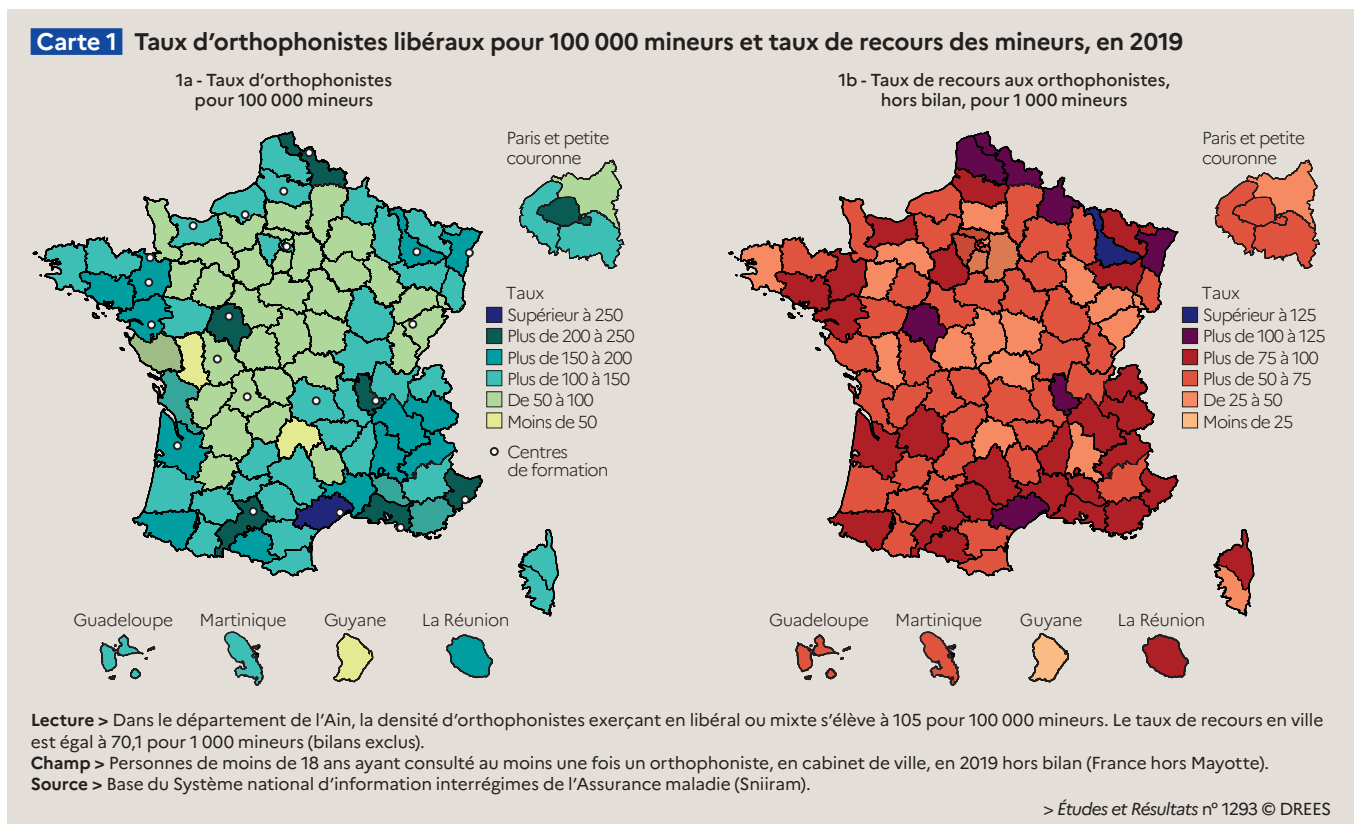 Carte 1 Taux d'orthophonistes libéraux pour 100 000 mineurs et taux de recours des mineurs, en 2019
1a - Taux d'orthophonistes
pour 100 000 mineurs
Paris et petite
couronne
Taux
Supérieur à 250
Plus de 200 à 250
Plus de 150 à 200
Plus de 100 à 150
De 50 à 100
Moins de 50
Centres
de formation
Guadeloupe
Martinique
Guyane
La Réunion
1b - Taux de recours aux orthophonistes,
hors bilan, pour 1 000 mineurs
Paris et petite
couronne
Taux
Supérieur à 125
Plus de 100 à 125
Plus de 75 à 100
Plus de 50 à 75
De 25 à 50
Moins de 25
Guadeloupe
Martinique
Guyane
La Réunion
Lecture > Dans le département de l'Ain, la densité d'orthophonistes exerçant en libéral ou mixte s'élève à 105 pour 100 000 mineurs. Le taux de recours en ville
est égal à 70,1 pour 1 000 mineurs (bilans exclus).
Champ > Personnes de moins de 18 ans ayant consulté au moins une fois un orthophoniste, en cabinet de ville, en 2019 hors bilan (France hors Mayotte).
Source > Base du Système national d'information interrégimes de l'Assurance maladie (Sniiram).
> Études et Résultats n° 1293 © DREES